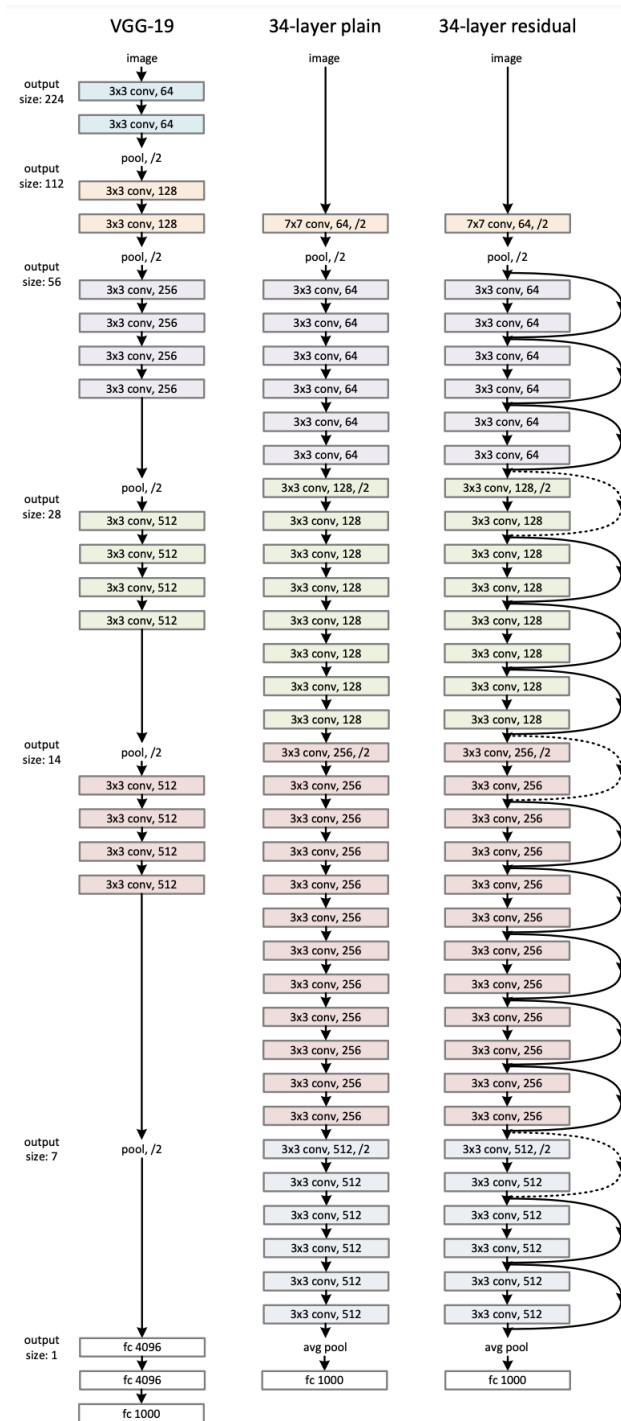 output
size: 224
output
size: 112
output
size: 56
output
size: 28
output
size: 14
output
size: 7
output
size: 1
VGG-19
image
3x3 conv, 64
3x3 conv, 64
pool, /2
3x3 conv, 128
3x3 conv, 128
pool, /2
3x3 conv, 256
3x3 conv, 256
3x3 conv, 256
3x3 conv, 256
pool, /2
3x3 conv, 512
3x3 conv, 512
3x3 conv, 512
3x3 conv, 512
pool, /2
3x3 conv, 512
3x3 conv, 512
3x3 conv, 512
3x3 conv, 512
pool, /2
fc 4096
fc 4096
fc 1000
34-layer plain
image
7x7 conv, 64, /2
pool, /2
3x3 conv, 64
3x3 conv, 64
3x3 conv, 64
3x3 conv, 64
3x3 conv, 64
3x3 conv, 64
3x3 conv, 128, /2
3x3 conv, 128
3x3 conv, 128
3x3 conv, 128
3x3 conv, 128
3x3 conv, 128
3x3 conv, 128
3x3 conv, 128
3x3 conv, 256, /2
3x3 conv, 256
3x3 conv, 256
3x3 conv, 256
3x3 conv, 256
3x3 conv, 256
3x3 conv, 256
3x3 conv, 256
3x3 conv, 256
3x3 conv, 256
3x3 conv, 256
3x3 conv, 256
3x3 conv, 512, /2
3x3 conv, 512
3x3 conv, 512
3x3 conv, 512
3x3 conv, 512
3x3 conv, 512
avg pool
fc 1000
34-layer residual
image
7x7 conv, 64, /2
pool, /2
3x3 conv, 64
3x3 conv, 64
3x3 conv, 64
3x3 conv, 64
3x3 conv, 64
3x3 conv, 64
3x3 conv, 128, /2
3x3 conv, 128
3x3 conv, 128
3x3 conv, 128
3x3 conv, 128
3x3 conv, 128
3x3 conv, 128
3x3 conv, 128
3x3 conv, 256, /2
3x3 conv, 256
3x3 conv, 256
3x3 conv, 256
3x3 conv, 256
3x3 conv, 256
3x3 conv, 256
3x3 conv, 256
3x3 conv, 256
3x3 conv, 256
3x3 conv, 256
3x3 conv, 256
3x3 conv, 512, /2
3x3 conv, 512
3x3 conv, 512
3x3 conv, 512
3x3 conv, 512
3x3 conv, 512
avg pool
fc 1000